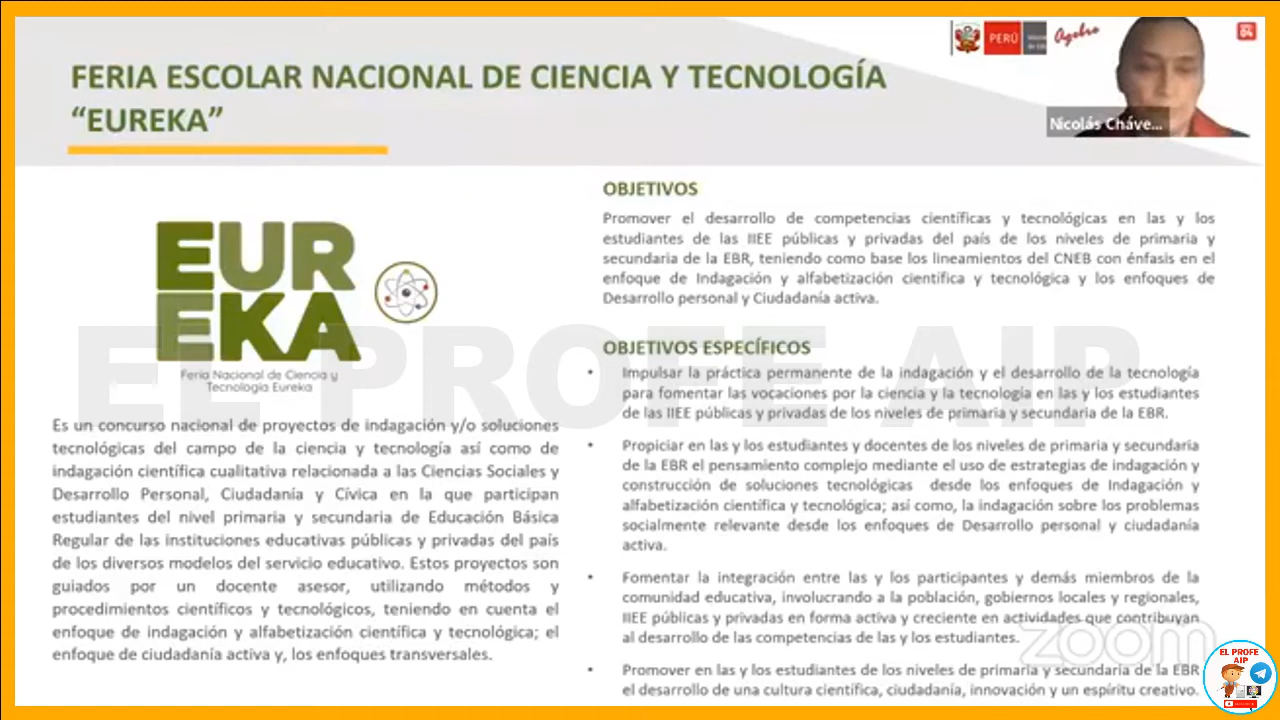 FERIA ESCOLAR NACIONAL DE CIENCIA Y TECNOLOGÍA
“EUREKA”
PERÚ
Nicolás Cháve...
EUR
EKA
Feria Nacional de Ciencia y
Tecnología Eureka
Es un concurso nacional de proyectos de indagación y/o soluciones
tecnológicas del campo de la ciencia y tecnología así como de
indagación científica cualitativa relacionada a las Ciencias Sociales y
Desarrollo Personal, Ciudadanía y Cívica en la que participan
estudiantes del nivel primaria y secundaria de Educación Básica
Regular de las instituciones educativas públicas y privadas del país
de los diversos modelos del servicio educativo. Estos proyectos son
guiados por un docente asesor, utilizando métodos y
procedimientos científicos y tecnológicos, teniendo en cuenta el
enfoque de indagación y alfabetización científica y tecnológica; el
enfoque de ciudadanía activa y, los enfoques transversales.
OBJETIVOS
Promover el desarrollo de competencias científicas y tecnológicas en las y los
estudiantes de las IIEE públicas y privadas del país de los niveles de primaria y
secundaria de la EBR, teniendo como base los lineamientos del CNEB con énfasis en el
enfoque de Indagación y alfabetización científica y tecnológica y los enfoques de
Desarrollo personal y Ciudadanía activa.
OBJETIVOS ESPECÍFICOS
• Impulsar la práctica permanente de la indagación y el desarrollo de la tecnología
para fomentar las vocaciones por la ciencia y la tecnología en las y los estudiantes
de las IIEE públicas y privadas de los niveles de primaria y secundaria de la EBR.
• Propiciar en las y los estudiantes y docentes de los niveles de primaria y secundaria
de la EBR el pensamiento complejo mediante el uso de estrategias de indagación y
construcción de soluciones tecnológicas desde los enfoques de Indagación y
alfabetización científica y tecnológica; así como, la indagación sobre los problemas
socialmente relevante desde los enfoques de Desarrollo personal y ciudadanía
activa.
• Fomentar la integración entre las y los participantes y demás miembros de la
comunidad educativa, involucrando a la población, gobiernos locales y regionales,
IIEE públicas y privadas en forma activa y creciente en actividades que contribuyan
al desarrollo de las competencias de las y los estudiantes.
• Promover en las y los estudiantes de los niveles de primaria y secundaria de la EBR
el desarrollo de una cultura científica, ciudadanía, innovación y un espíritu creativo.
EL PROFE AIP
zoom
EL PROFE
AIP